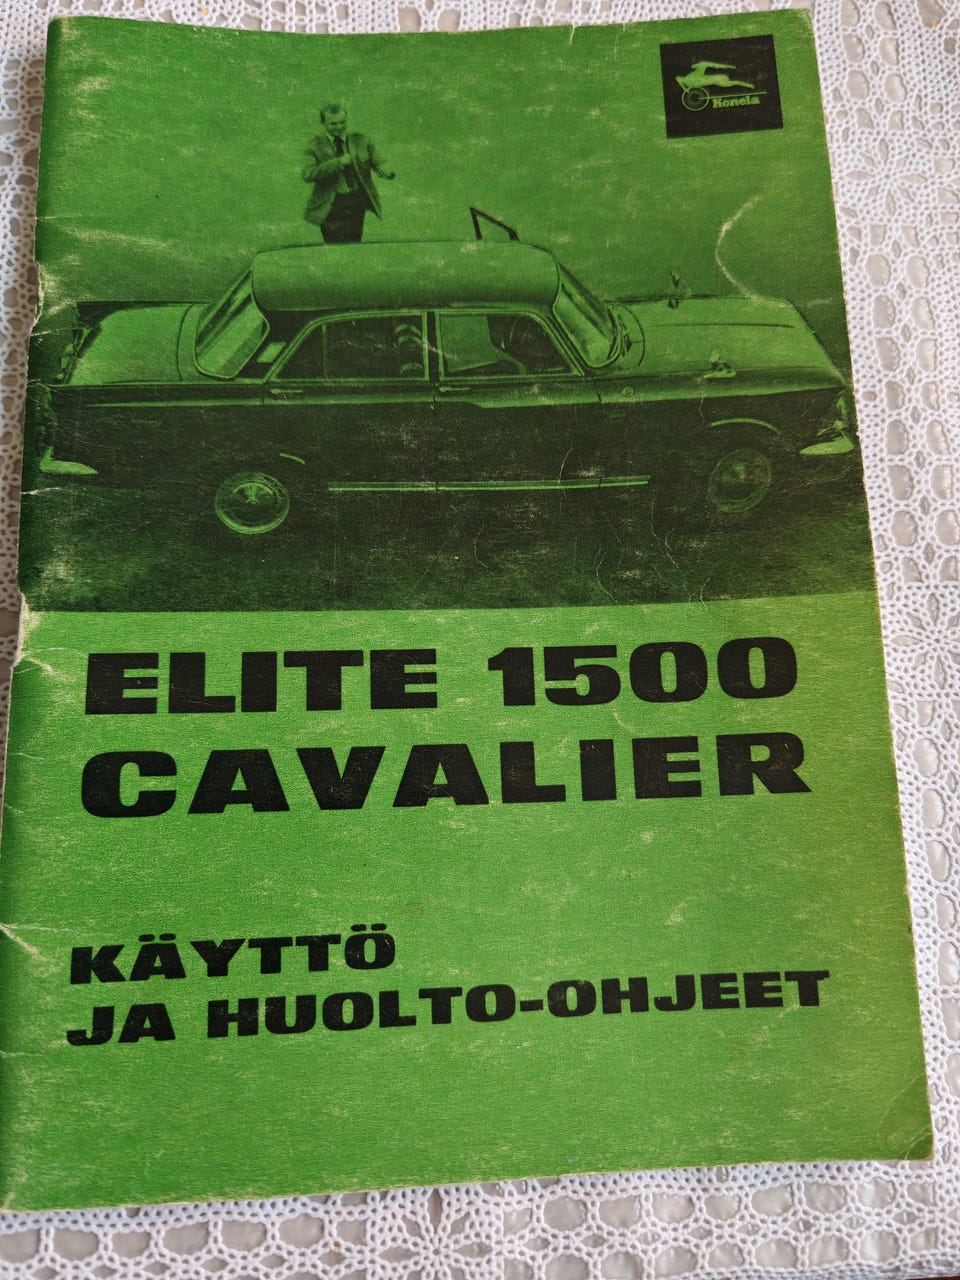 Konela
ELITE 1500
CAVALIER
KÄYTTÖ
JA HUOLTO-OHJEET